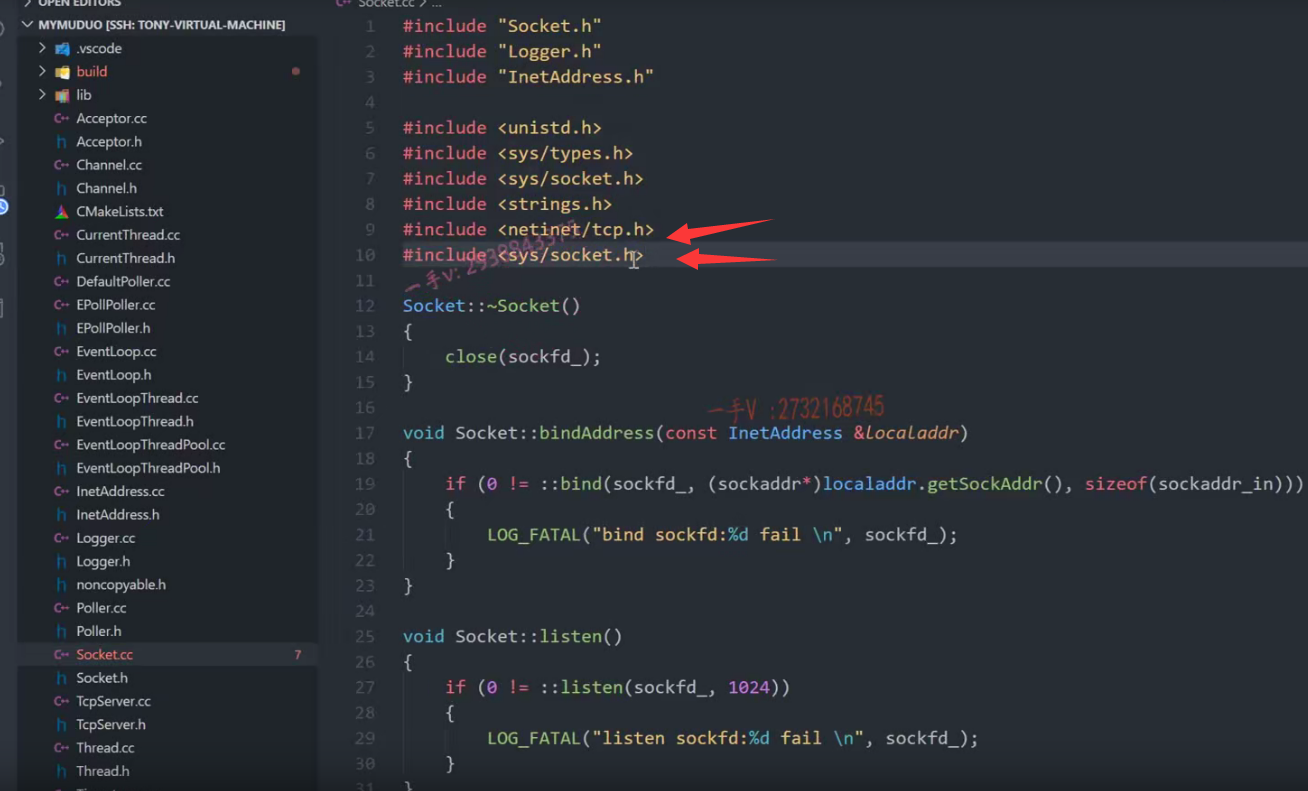 OPEN EDITORS
MYMUDUO [SSH: TONY-VIRTUAL-MACHINE]
.vscode
build
lib
Acceptor.cc
Acceptor.h
Channel.cc
Channel.h
CMakeLists.txt
CurrentThread.cc
CurrentThread.h
DefaultPoller.cc
EPollPoller.cc
EPollPoller.h
EventLoop.cc
EventLoop.h
EventLoopThread.cc
EventLoopThread.h
EventLoopThreadPool.cc
EventLoopThreadPool.h
InetAddress.cc
InetAddress.h
Logger.cc
Logger.h
noncopyable.h
Poller.cc
Poller.h
Socket.cc 7
Socket.h
TcpServer.cc
TcpServer.h
Thread.cc
Thread.h
Socket.cc > ...
1 #include "Socket.h"
2 #include "Logger.h"
3 #include "InetAddress.h"
4
5 #include <unistd.h>
6 #include <sys/types.h>
7 #include <sys/socket.h>
8 #include <strings.h>
9 #include <netinet/tcp.h>
10 #include <sys/socket.h>
11
12 Socket::~Socket()
13 {
14     close(sockfd_);
15 }
16
一手V :2732168745
17 void Socket::bindAddress(const InetAddress &localaddr)
18 {
19     if (0 != ::bind(sockfd_, (sockaddr*)localaddr.getSockAddr(), sizeof(sockaddr_in)))
20     {
21         LOG_FATAL("bind sockfd:%d fail \n", sockfd_);
22     }
23 }
24
25 void Socket::listen()
26 {
27     if (0 != ::listen(sockfd_, 1024))
28     {
29         LOG_FATAL("listen sockfd:%d fail \n", sockfd_);
30     }
31 }